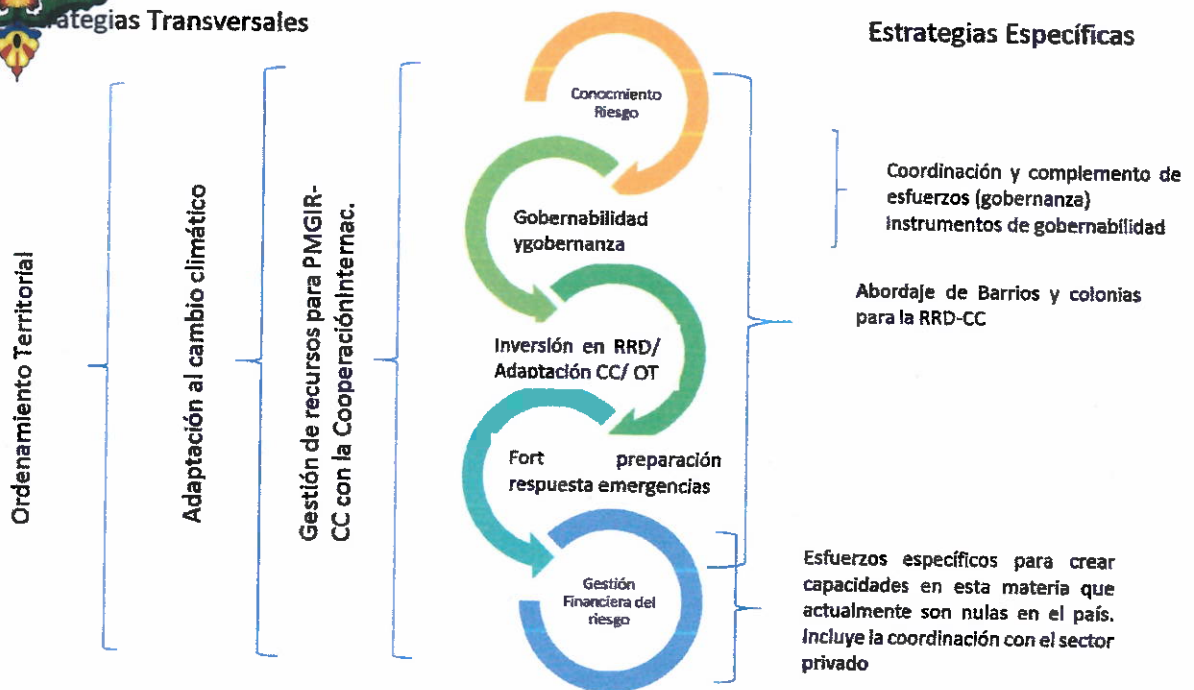 rategias Transversales
Estrategias Específicas
Ordenamiento Territorial
Adaptación al cambio climático
Gestión de recursos para PMGIR-
CC con la CooperaciónInternac.
Conocmiento
Riesgo
Gobernabilidad
ygobernanza
Inversión en RRD/
Adaptación CC/ OT
Fort preparación
respuesta emergencias
Gestión
Financiera del
riesgo
Coordinación y complemento de
esfuerzos (gobernanza)
Instrumentos de gobernabilidad
Abordaje de Barrios y colonias
para la RRD-CC
Esfuerzos específicos para crear
capacidades en esta materia que
actualmente son nulas en el país.
Incluye la coordinación con el sector
privado